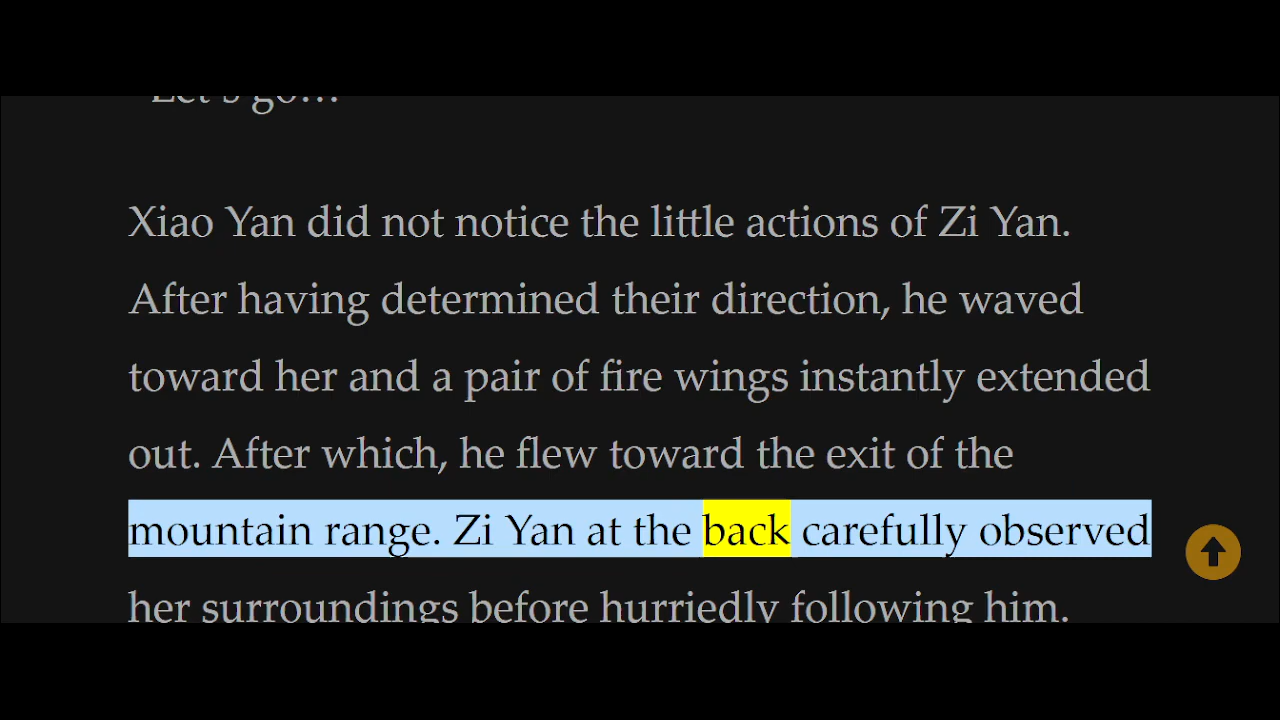 "Let's go…"
Xiao Yan did not notice the little actions of Zi Yan.
After having determined their direction, he waved
toward her and a pair of fire wings instantly extended
out. After which, he flew toward the exit of the
mountain range. Zi Yan at the back carefully observed
her surroundings before hurriedly following him.